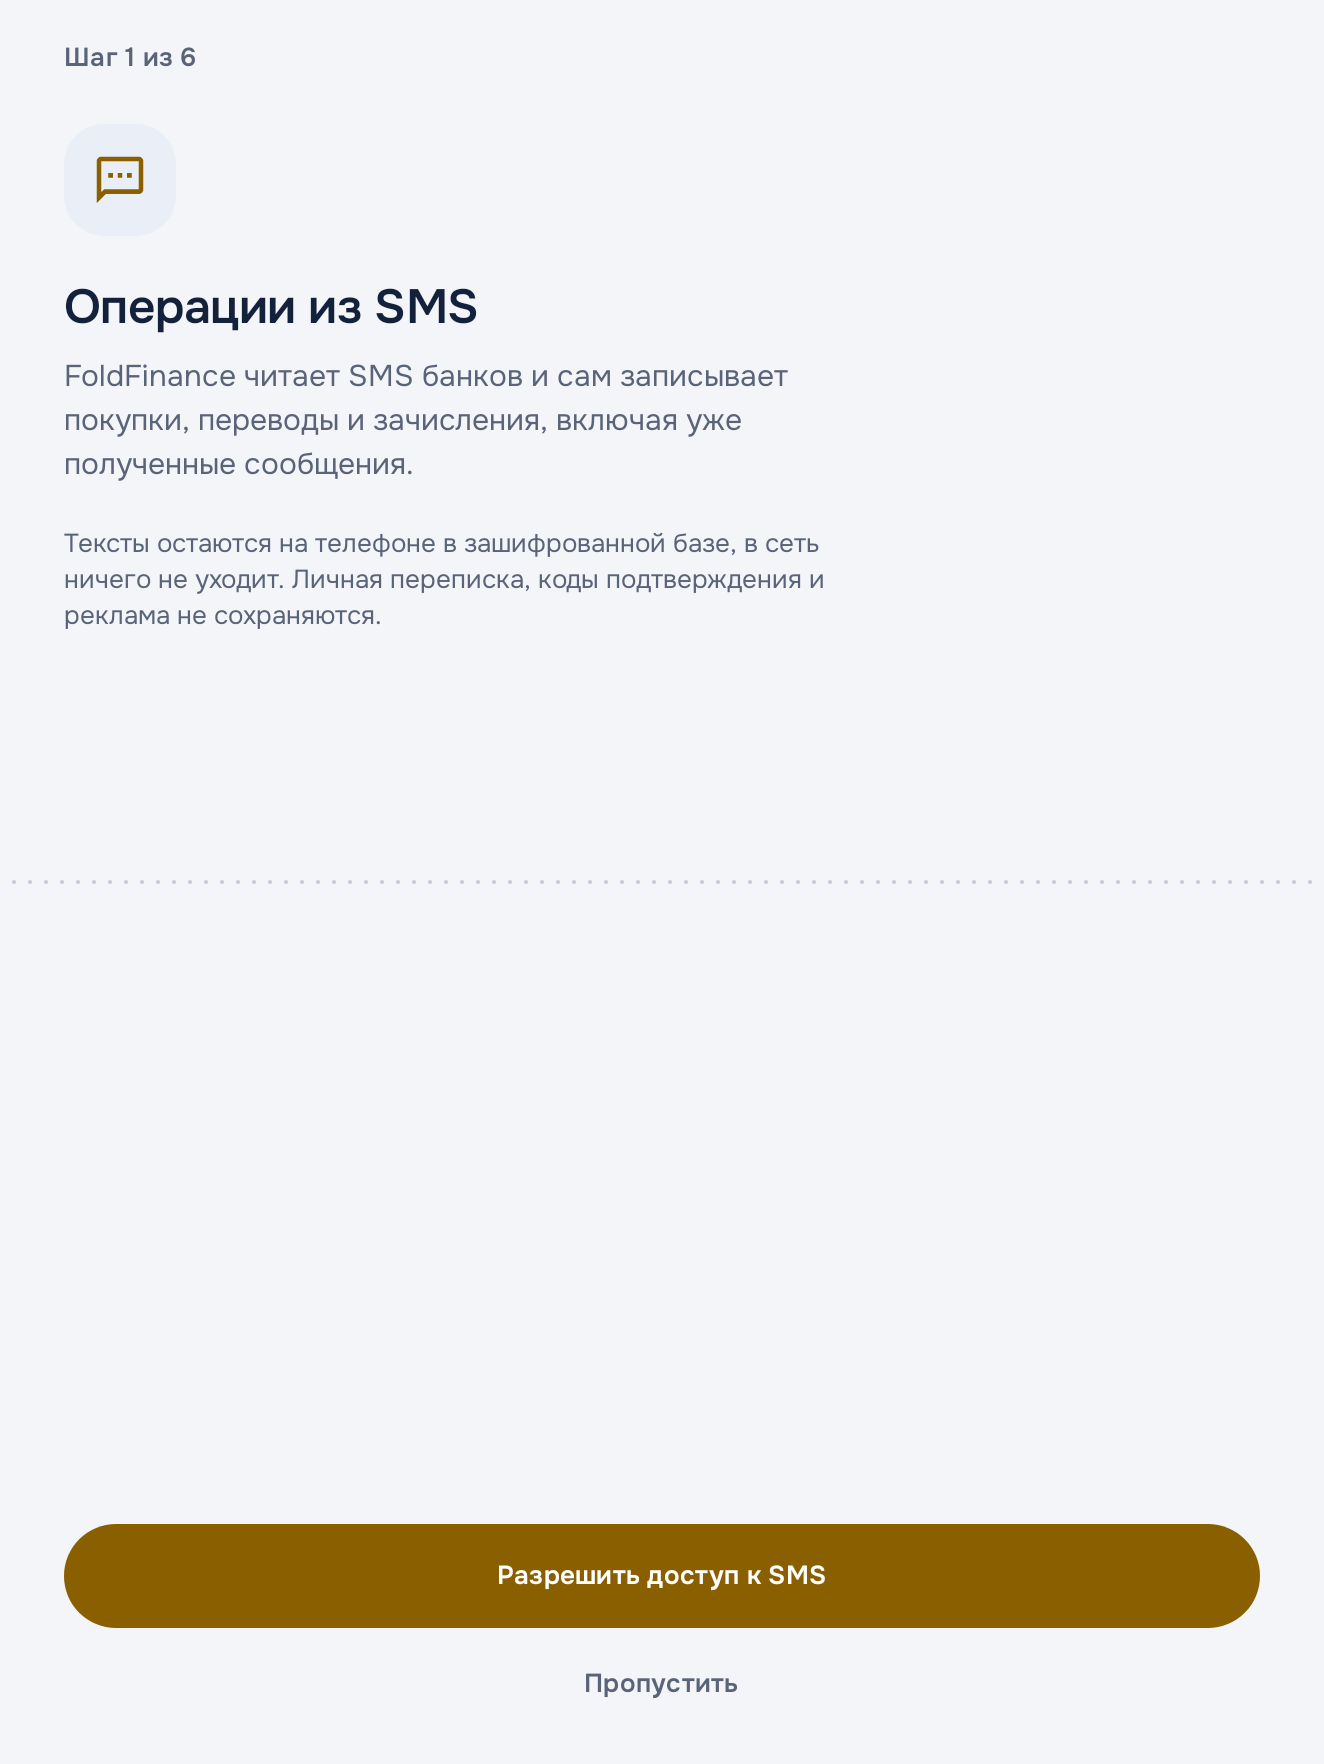 Шаг 1 из 6
Операции из SMS
FoldFinance читает SMS банков и сам записывает
покупки, переводы и зачисления, включая уже
полученные сообщения.
Тексты остаются на телефоне в зашифрованной базе, в сеть
ничего не уходит. Личная переписка, коды подтверждения и
реклама не сохраняются.
Разрешить доступ к SMS
Пропустить